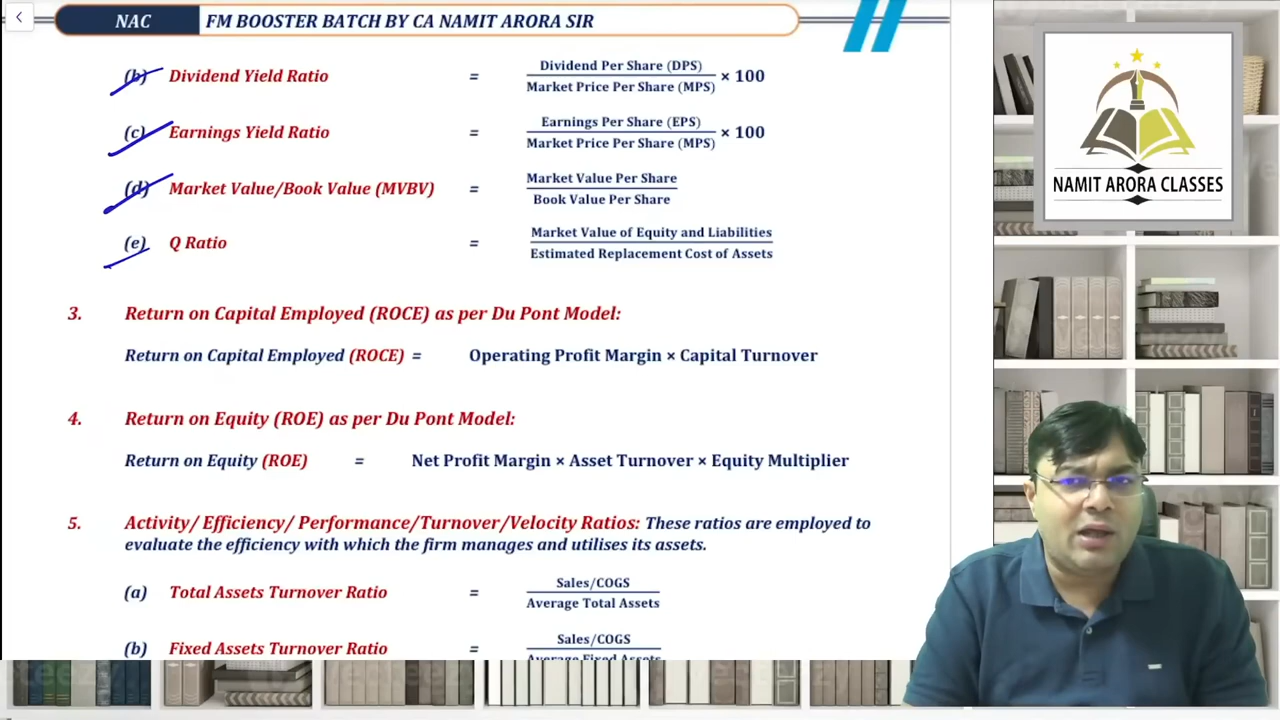 NAC FM BOOSTER BATCH BY CA NAMIT ARORA SIR
(b) Dividend Yield Ratio = Dividend Per Share (DPS) / Market Price Per Share (MPS) × 100
(c) Earnings Yield Ratio = Earnings Per Share (EPS) / Market Price Per Share (MPS) × 100
(d) Market Value/Book Value (MVBV) = Market Value Per Share / Book Value Per Share
(e) Q Ratio = Market Value of Equity and Liabilities / Estimated Replacement Cost of Assets
3. Return on Capital Employed (ROCE) as per Du Pont Model:
Return on Capital Employed (ROCE) = Operating Profit Margin × Capital Turnover
4. Return on Equity (ROE) as per Du Pont Model:
Return on Equity (ROE) = Net Profit Margin × Asset Turnover × Equity Multiplier
5. Activity/ Efficiency/ Performance/Turnover/Velocity Ratios: These ratios are employed to
evaluate the efficiency with which the firm manages and utilises its assets.
(a) Total Assets Turnover Ratio = Sales/COGS / Average Total Assets
(b) Fixed Assets Turnover Ratio = Sales/COGS / Average Fixed Assets
NAMIT ARORA CLASSES